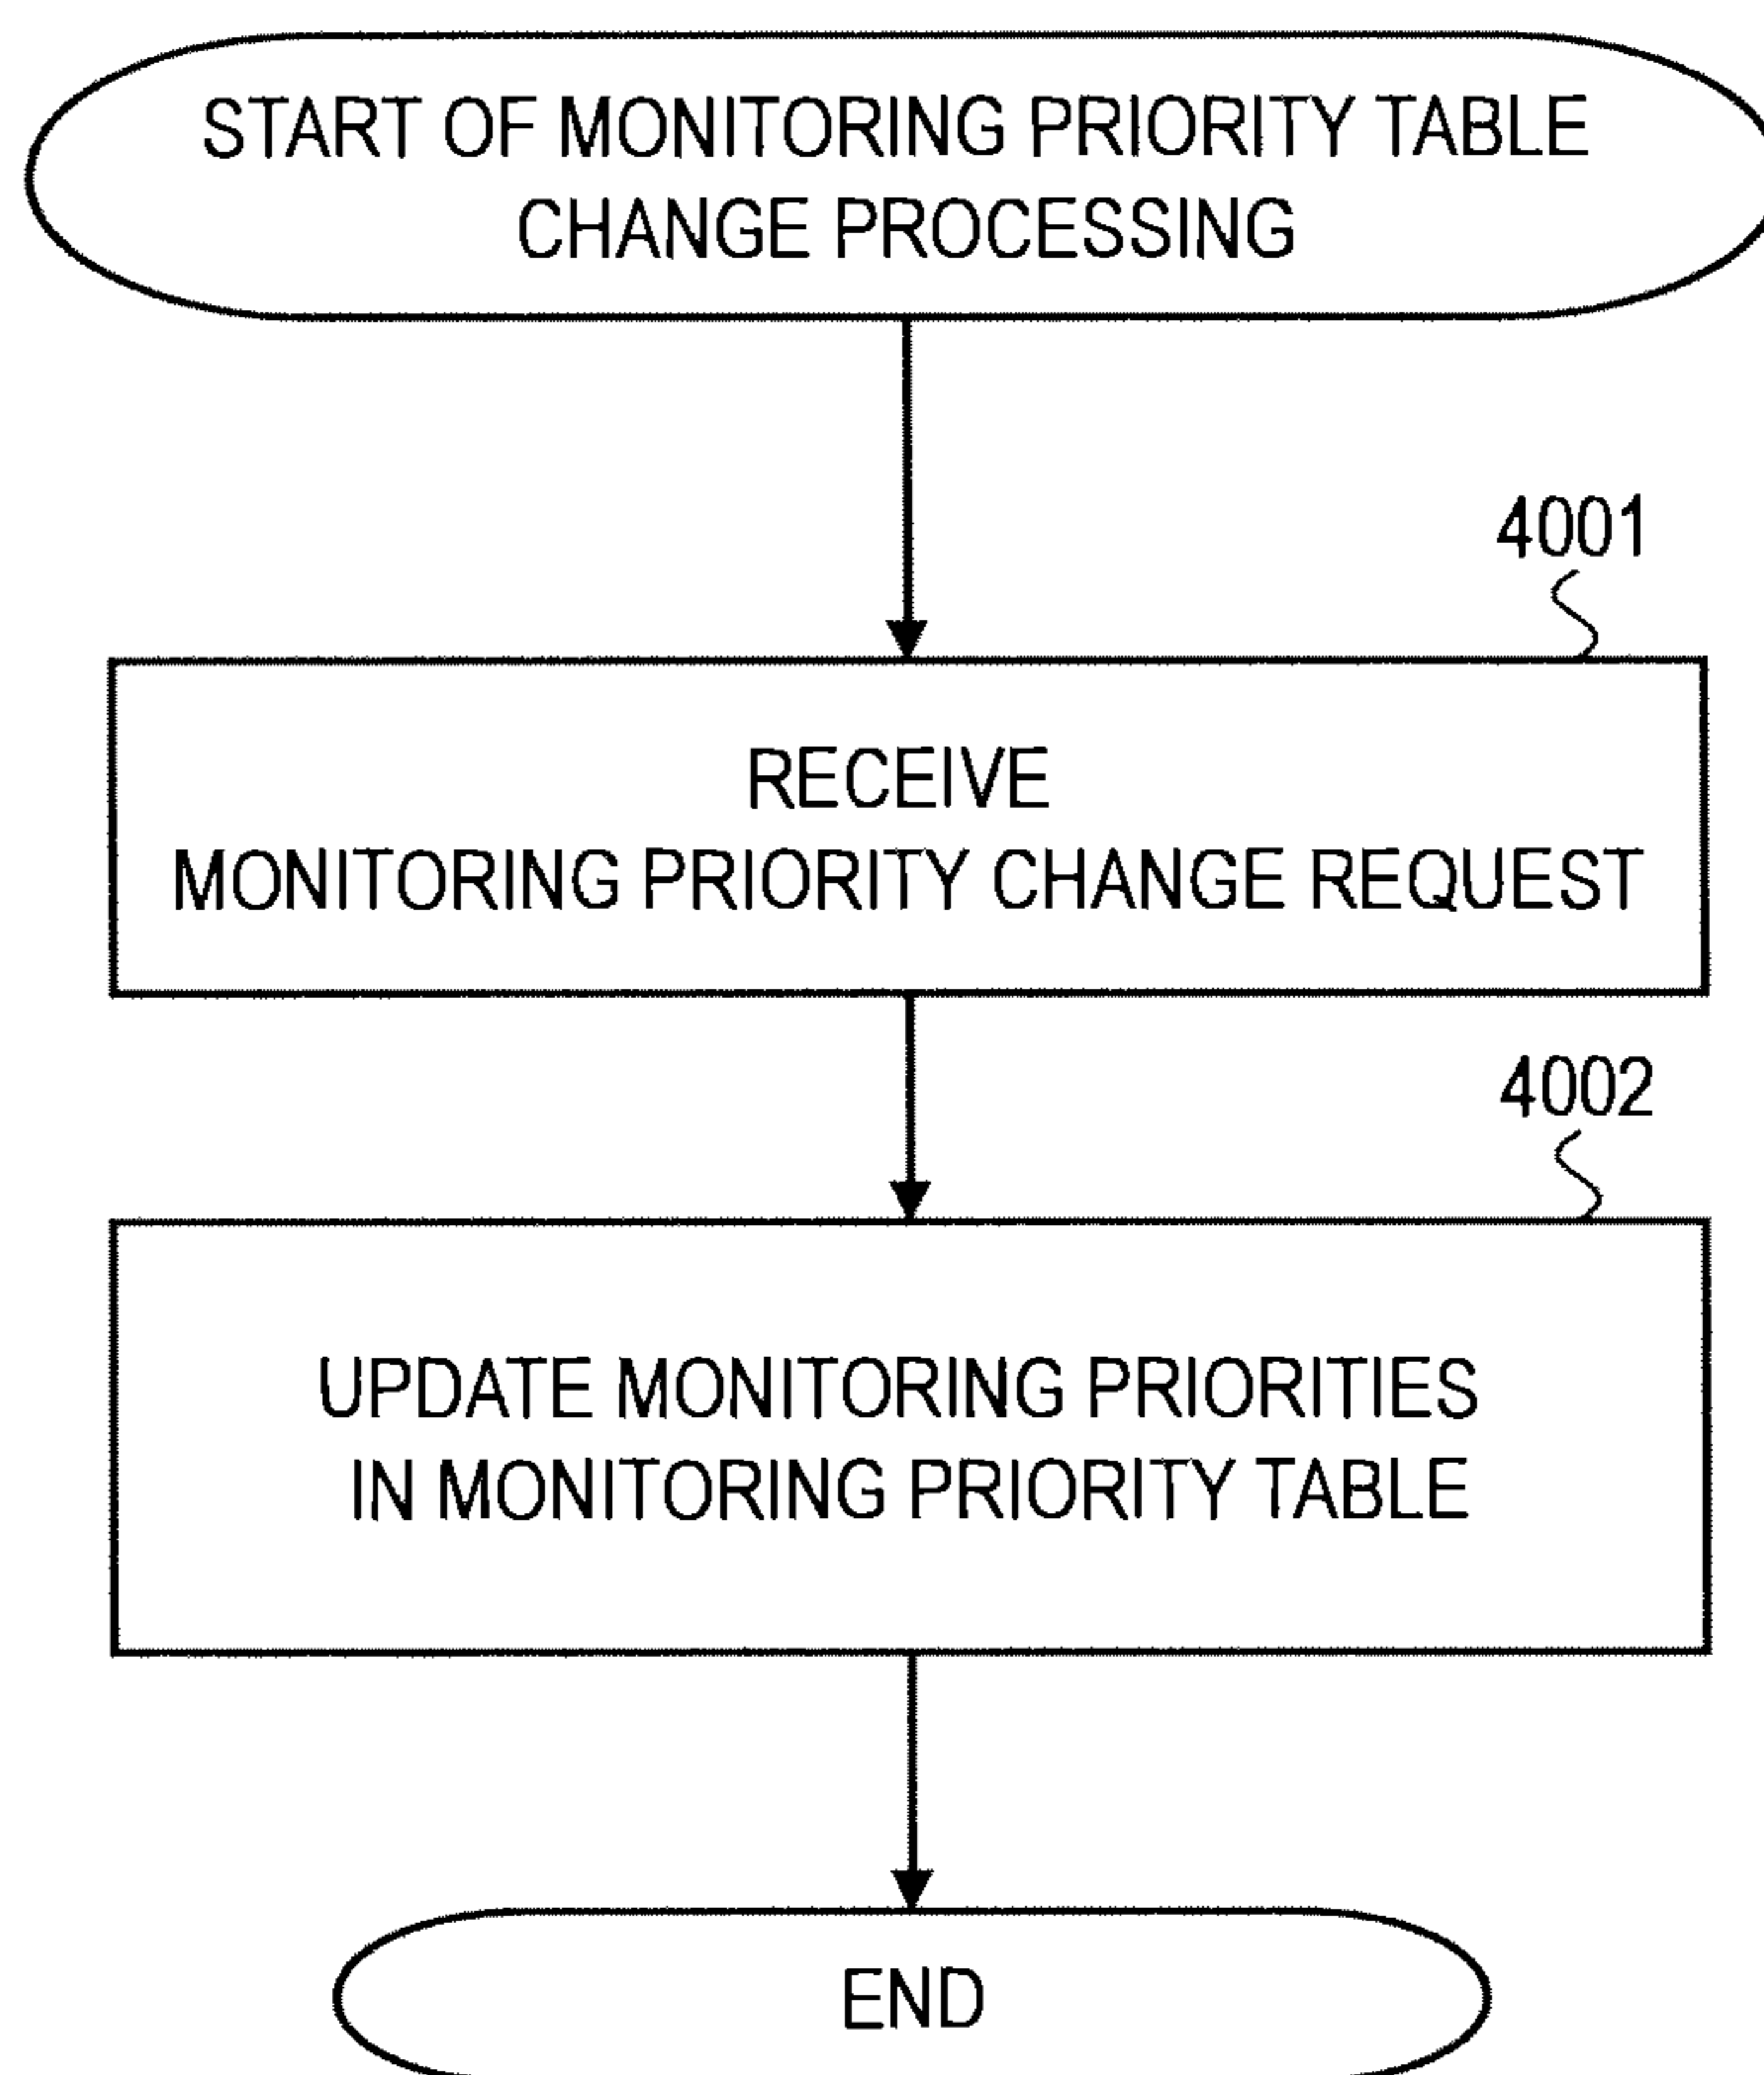 START OF MONITORING PRIORITY TABLE
CHANGE PROCESSING
4001
RECEIVE
MONITORING PRIORITY CHANGE REQUEST
4002
UPDATE MONITORING PRIORITIES
IN MONITORING PRIORITY TABLE
END